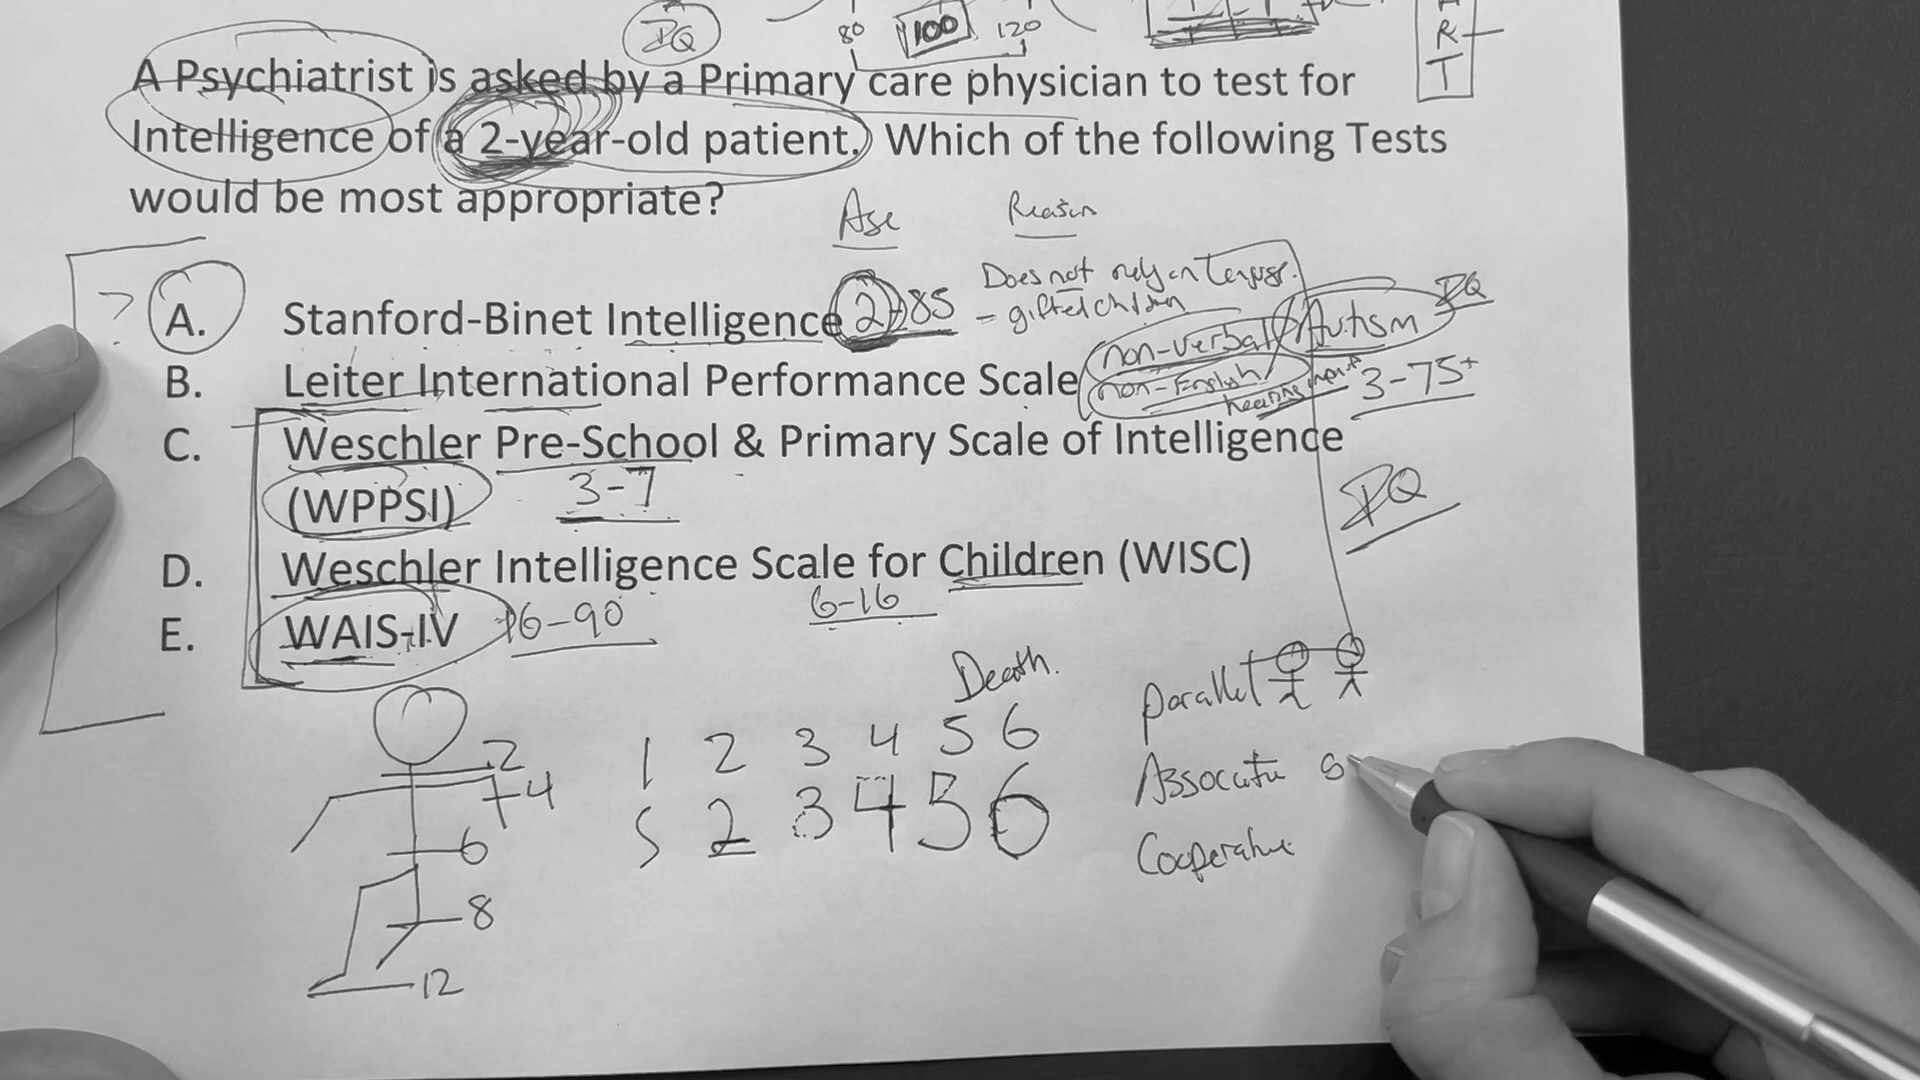 IQ
80 100 120
R
T
A Psychiatrist is asked by a Primary care physician to test for
Intelligence of a 2-year-old patient. Which of the following Tests
would be most appropriate?
Age Reason
Does not rely on
- gifted children
A. Stanford-Binet Intelligence 2-85
non-verbal / Autism IQ
B. Leiter International Performance Scale
non-English
hearing 3-75+
C. Weschler Pre-School & Primary Scale of Intelligence
(WPPSI) 3-7
IQ
D. Weschler Intelligence Scale for Children (WISC)
6-16
E. WAIS-IV 16-90
Death.
parallel
2 1 2 3 4 5 6
4
S 2 3 4 5 6
6
Cooperative
8
12